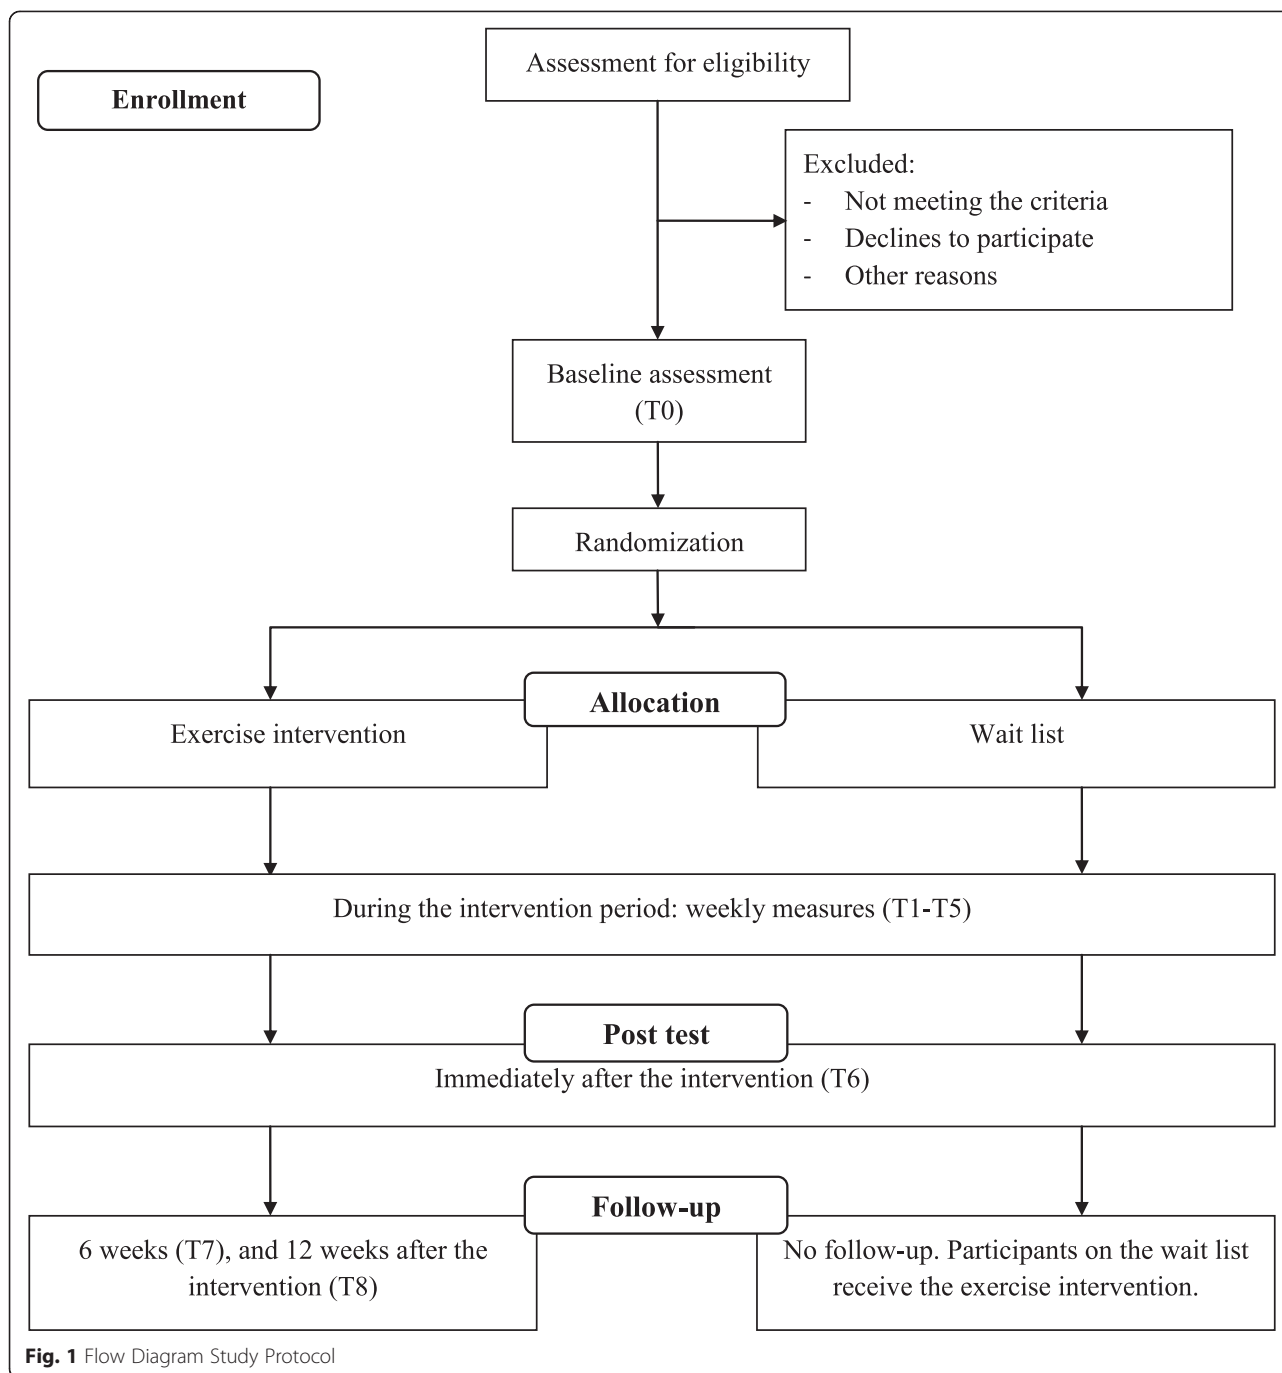 Assessment for eligibility
Enrollment
Excluded:
- Not meeting the criteria
- Declines to participate
- Other reasons
Baseline assessment
(T0)
Randomization
Allocation
Exercise intervention
Wait list
During the intervention period: weekly measures (T1-T5)
Post test
Immediately after the intervention (T6)
Follow-up
6 weeks (T7), and 12 weeks after the
intervention (T8)
No follow-up. Participants on the wait list
receive the exercise intervention.
Fig. 1 Flow Diagram Study Protocol